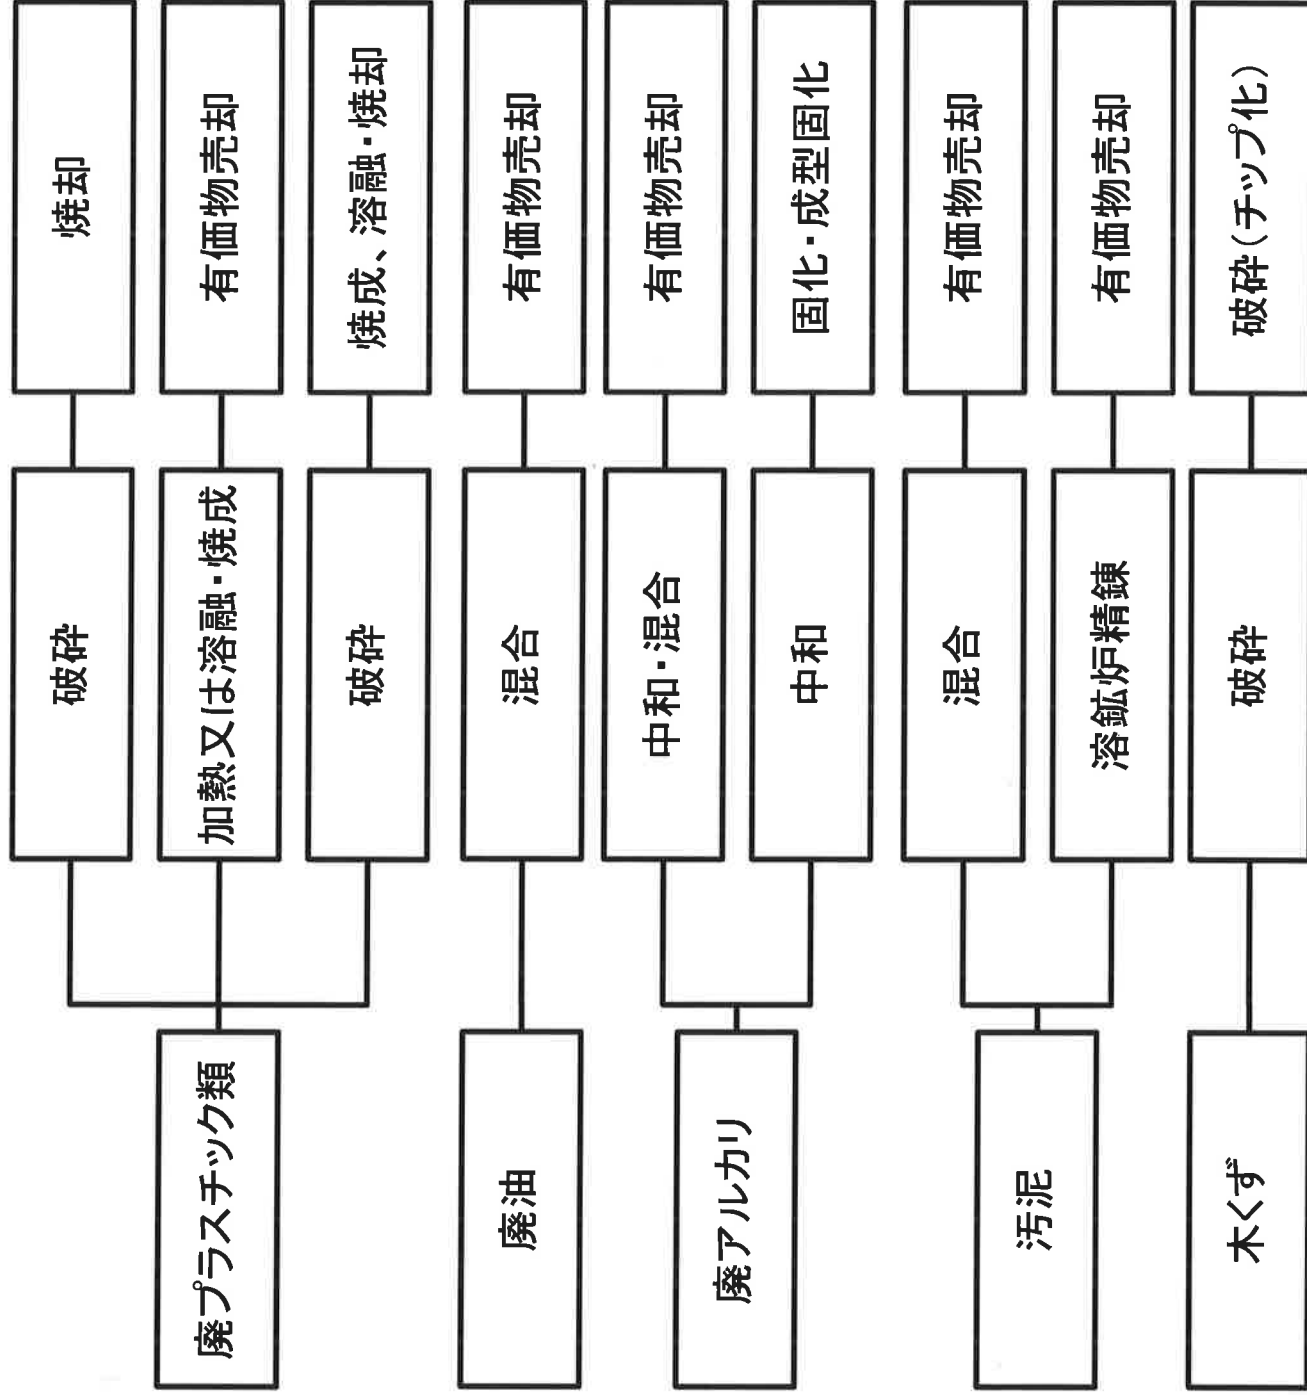 廃プラスチック類
破砕
焼却
加熱又は溶融・焼成
有価物売却
破砕
焼成、溶融・焼却
廃油
混合
有価物売却
廃アルカリ
中和・混合
有価物売却
中和
固化・成型固化
汚泥
混合
有価物売却
溶鉱炉精錬
有価物売却
木くず
破砕
破砕(チップ化)